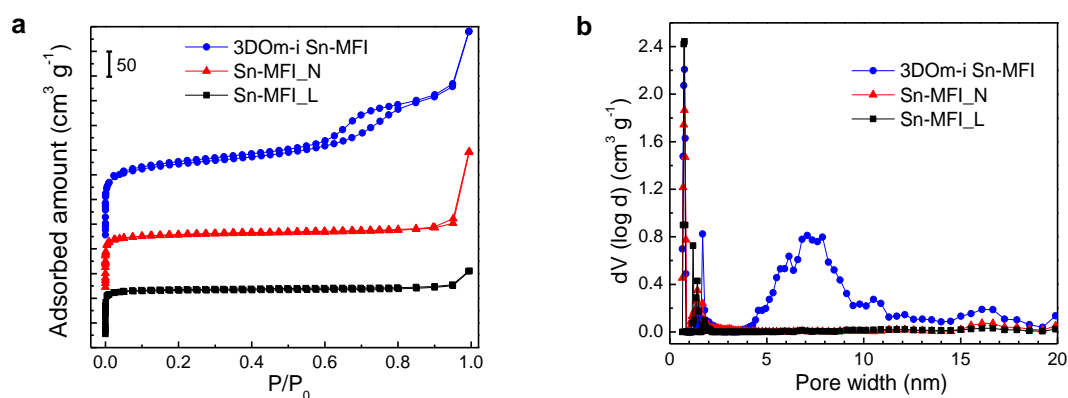 a
50
3DOm-i Sn-MFI
Sn-MFI_N
Sn-MFI_L
Adsorbed amount (cm³ g⁻¹)
0.0 0.2 0.4 0.6 0.8 1.0
P/P₀
b
2.4
2.0
1.6
1.2
0.8
0.4
0.0
3DOm-i Sn-MFI
Sn-MFI_N
Sn-MFI_L
dV (log d) (cm³ g⁻¹)
0 5 10 15 20
Pore width (nm)